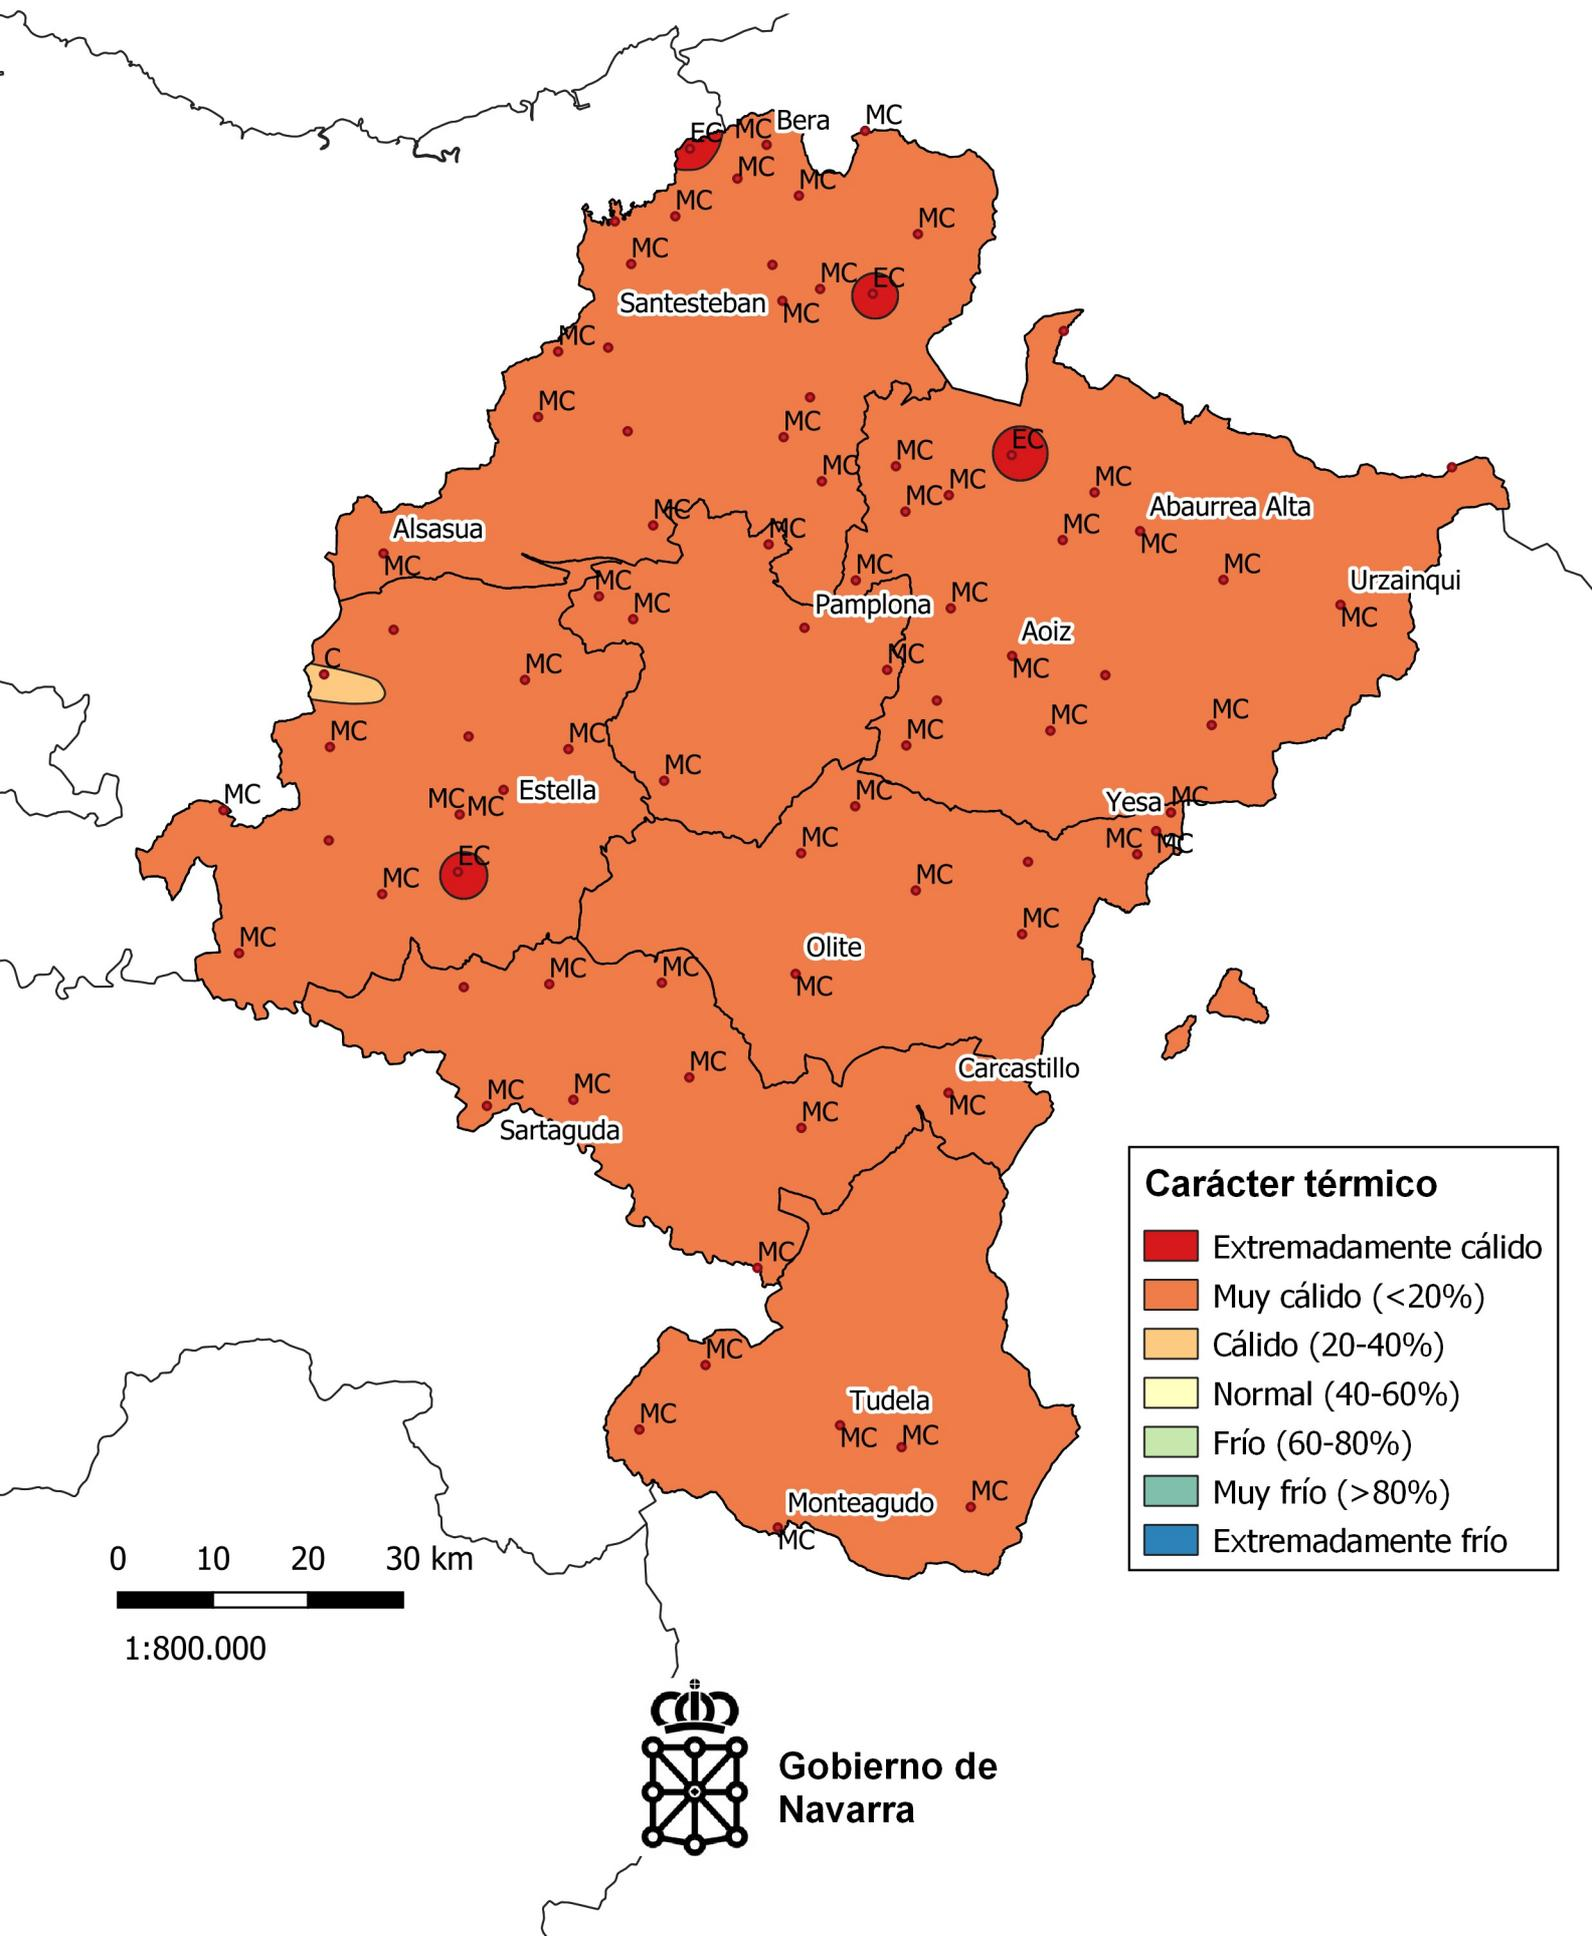 MC
EC
MC
Bera
MC
MC
MC
MC
MC
MC
EC
Santesteban
MC
MC
MC
MC
EC
MC
MC
MC
MC
MC
Abaurrea Alta
MC
MC
MC
Alsasua
MC
MC
MC
MC
MC
Urzainqui
MC
MC
MC
Pamplona
MC
Aoiz
C
MC
MC
MC
MC
MC
MC
MC
MC
MC
Estella
MC
MC
MC
MC
Yesa
MC
MC
MC
MC
EC
MC
MC
MC
MC
Olite
MC
MC
MC
MC
Carcastillo
MC
MC
MC
MC
MC
Sartaguda
MC
MC
Tudela
MC
MC
MC
Monteagudo
MC
MC
Carácter térmico
Extremadamente cálido
Muy cálido (<20%)
Cálido (20-40%)
Normal (40-60%)
Frío (60-80%)
Muy frío (>80%)
Extremadamente frío
0 10 20 30 km
1:800.000
Gobierno de
Navarra